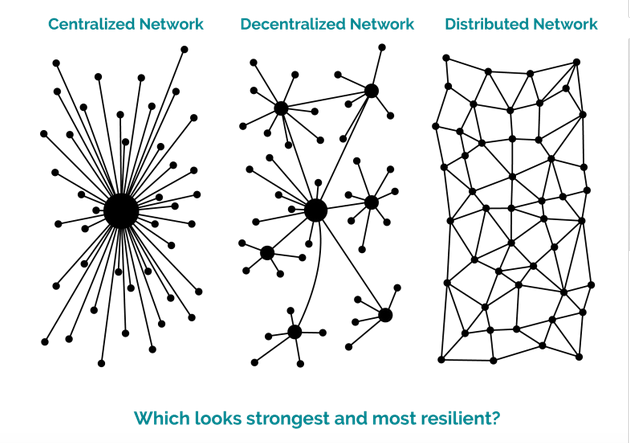 Centralized Network
Decentralized Network
Distributed Network
Which looks strongest and most resilient?